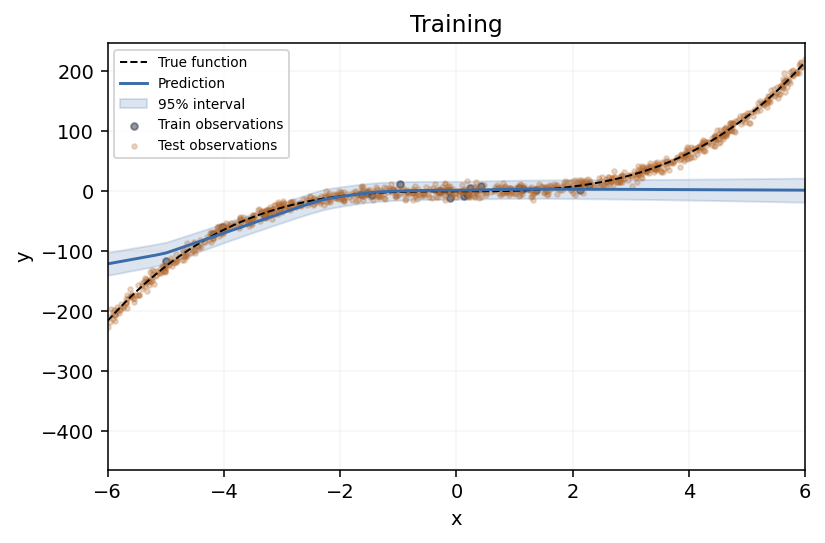 Training
True function
Prediction
95% interval
Train observations
Test observations
200
100
0
−100
−200
−300
−400
y
−6
−4
−2
0
2
4
6
x